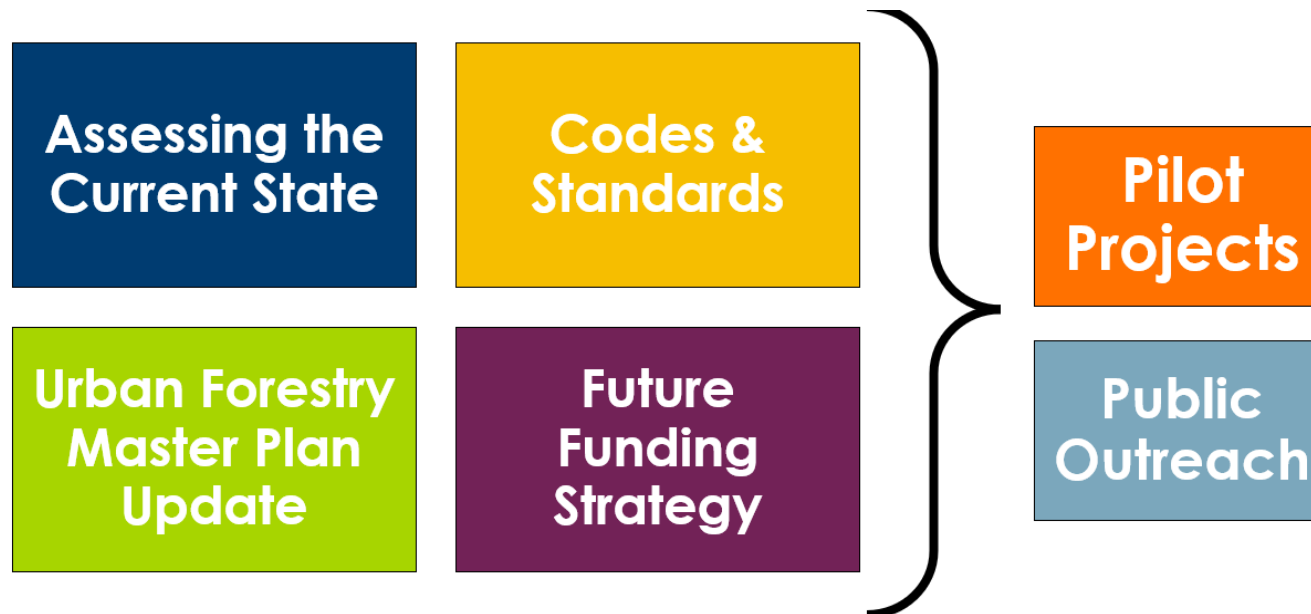 Assessing the
Current State
Codes &
Standards
Urban Forestry
Master Plan
Update
Future
Funding
Strategy
Pilot
Projects
Public
Outreach